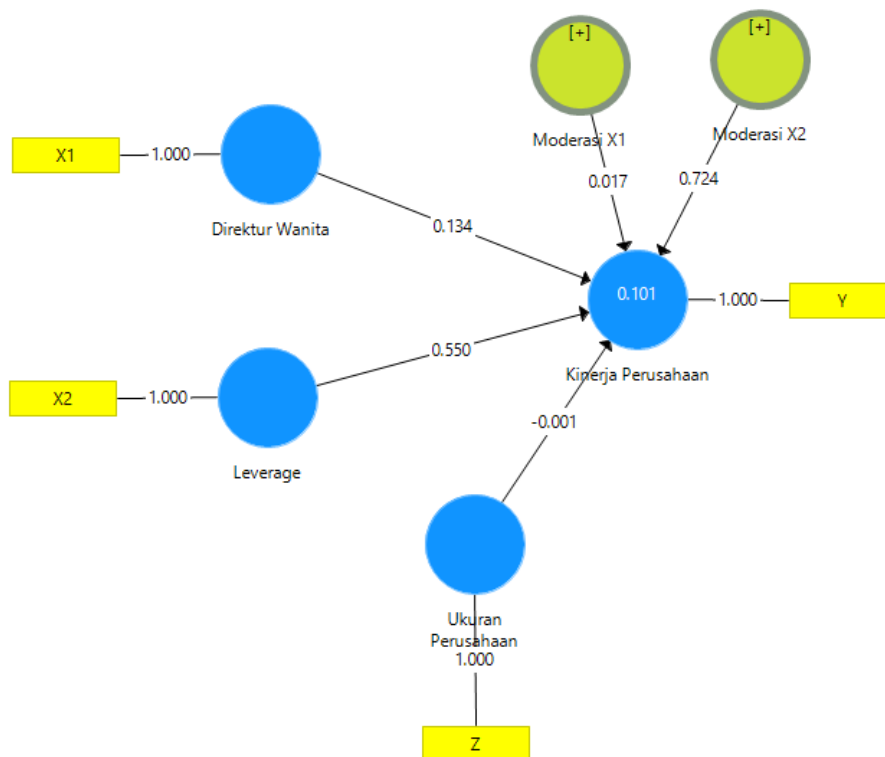 [+]
[+]
Moderasi X1
Moderasi X2
X1
1.000
Direktur Wanita
0.017
0.724
0.134
0.101
1.000
Y
0.550
Kinerja Perusahaan
X2
1.000
Leverage
-0.001
Ukuran
Perusahaan
1.000
Z